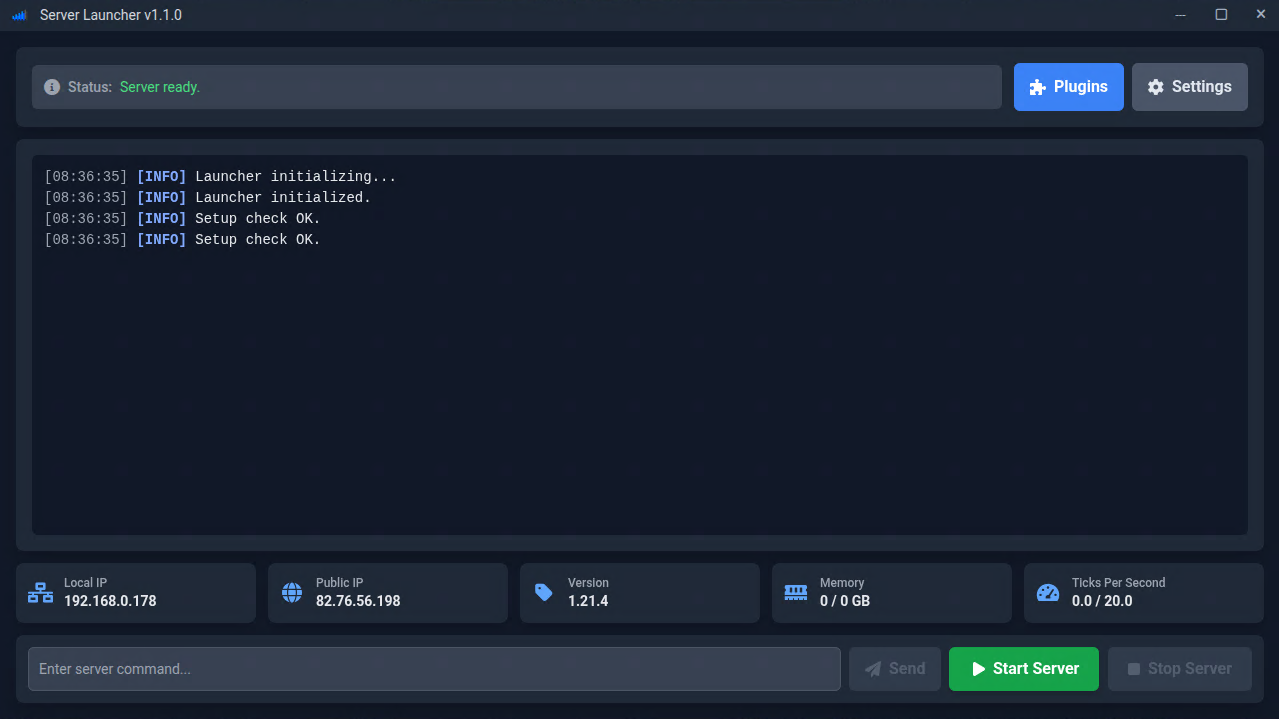 Server Launcher v1.1.0
Status: Server ready.
Plugins
Settings
[08:36:35] [INFO] Launcher initializing...
[08:36:35] [INFO] Launcher initialized.
[08:36:35] [INFO] Setup check OK.
[08:36:35] [INFO] Setup check OK.
Local IP
192.168.0.178
Public IP
82.76.56.198
Version
1.21.4
Memory
0 / 0 GB
Ticks Per Second
0.0 / 20.0
Enter server command...
Send
Start Server
Stop Server